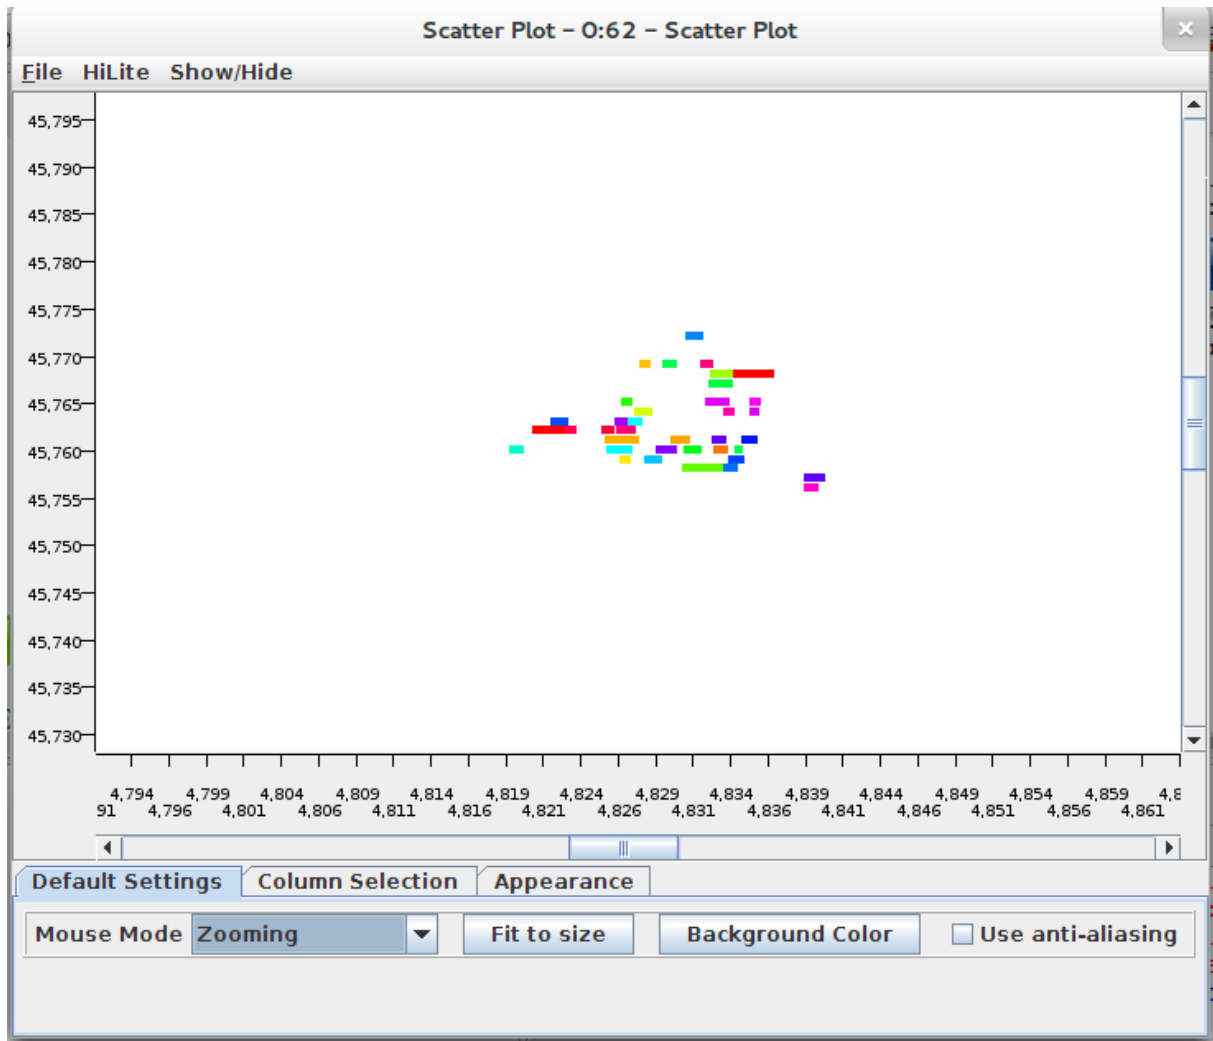 Scatter Plot – 0:62 – Scatter Plot
File HiLite Show/Hide
45,795
45,790
45,785
45,780
45,775
45,770
45,765
45,760
45,755
45,750
45,745
45,740
45,735
45,730
4,794 4,799 4,804 4,809 4,814 4,819 4,824 4,829 4,834 4,839 4,844 4,849 4,854 4,859 4,8
91 4,796 4,801 4,806 4,811 4,816 4,821 4,826 4,831 4,836 4,841 4,846 4,851 4,856 4,861
Default Settings Column Selection Appearance
Mouse Mode Zooming Fit to size Background Color Use anti-aliasing